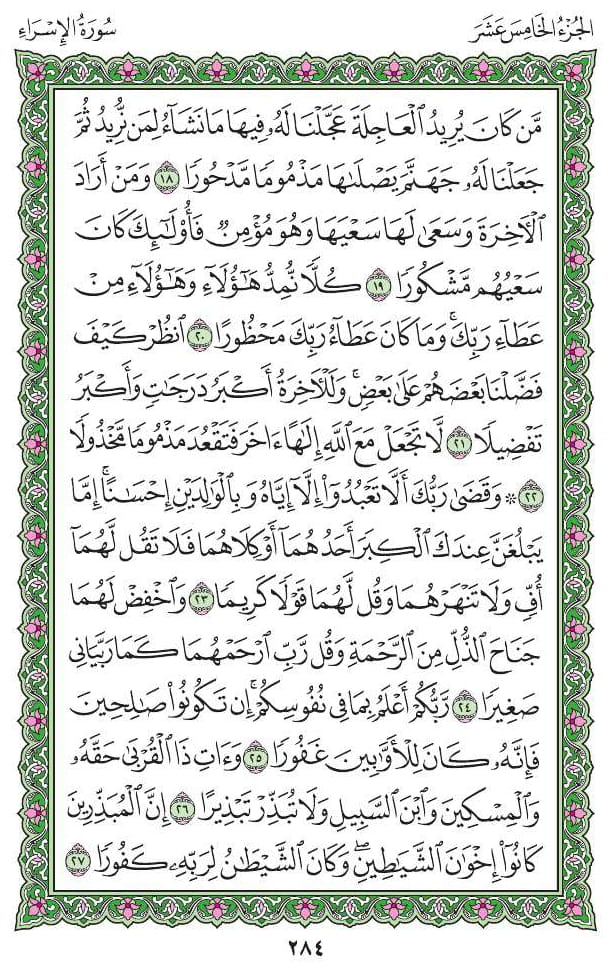 الجُزْءُ الخَامِسَ عَشَرَ
سُورَةُ الإِسْرَاءِ
مَّن كَانَ يُرِيدُ ٱلْعَاجِلَةَ عَجَّلْنَا لَهُۥ فِيهَا مَا نَشَآءُ لِمَن نُّرِيدُ ثُمَّ
جَعَلْنَا لَهُۥ جَهَنَّمَ يَصْلَىٰهَا مَذْمُومًا مَّدْحُورًا ١٨ وَمَنْ أَرَادَ
ٱلْأَخِرَةَ وَسَعَىٰ لَهَا سَعْيَهَا وَهُوَ مُؤْمِنٌ فَأُو۟لَٰٓئِكَ كَانَ
سَعْيُهُم مَّشْكُورًا ١٩ كُلًّا نُّمِدُّ هَٰٓؤُلَآءِ وَهَٰٓؤُلَآءِ مِنْ
عَطَآءِ رَبِّكَۚ وَمَا كَانَ عَطَآءُ رَبِّكَ مَحْظُورًا ٢٠ ٱنظُرْ كَيْفَ
فَضَّلْنَا بَعْضَهُمْ عَلَىٰ بَعْضٍۚ وَلَلْأَخِرَةُ أَكْبَرُ دَرَجَٰتٍ وَأَكْبَرُ
تَفْضِيلًا ٢١ لَّا تَجْعَلْ مَعَ ٱللَّهِ إِلَٰهًا ءَاخَرَ فَتَقْعُدَ مَذْمُومًا مَّخْذُولًا
٢٢ ۞ وَقَضَىٰ رَبُّكَ أَلَّا تَعْبُدُوٓا۟ إِلَّآ إِيَّاهُ وَبِٱلْوَٰلِدَيْنِ إِحْسَٰنًاۚ إِمَّا
يَبْلُغَنَّ عِندَكَ ٱلْكِبَرَ أَحَدُهُمَآ أَوْ كِلَاهُمَا فَلَا تَقُل لَّهُمَآ
أُفٍّ وَلَا تَنْهَرْهُمَا وَقُل لَّهُمَا قَوْلًا كَرِيمًا ٢٣ وَٱخْفِضْ لَهُمَا
جَنَاحَ ٱلذُّلِّ مِنَ ٱلرَّحْمَةِ وَقُل رَّبِّ ٱرْحَمْهُمَا كَمَا رَبَّيَانِى
صَغِيرًا ٢٤ رَّبُّكُمْ أَعْلَمُ بِمَا فِى نُفُوسِكُمْۚ إِن تَكُونُوا۟ صَٰلِحِينَ
فَإِنَّهُۥ كَانَ لِلْأَوَّٰبِينَ غَفُورًا ٢٥ وَءَاتِ ذَا ٱلْقُرْبَىٰ حَقَّهُۥ
وَٱلْمِسْكِينَ وَٱبْنَ ٱلسَّبِيلِ وَلَا تُبَذِّرْ تَبْذِيرًا ٢٦ إِنَّ ٱلْمُبَذِّرِينَ
كَانُوٓا۟ إِخْوَٰنَ ٱلشَّيَٰطِينِۖ وَكَانَ ٱلشَّيْطَٰنُ لِرَبِّهِۦ كَفُورًا ٢٧
٢٨٤